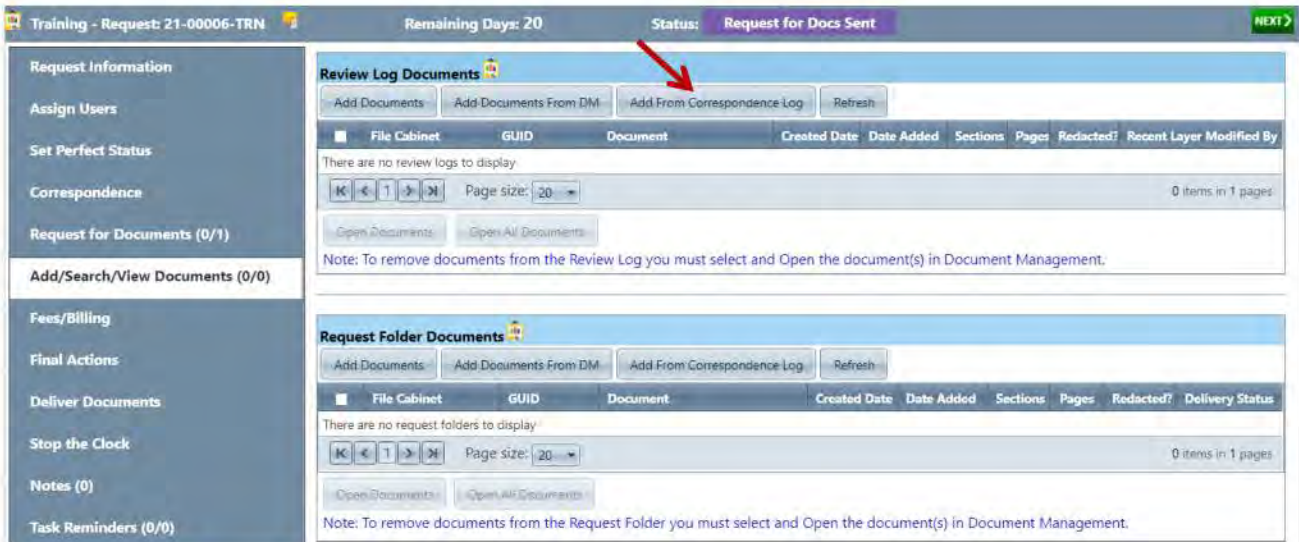 Training - Request: 21-00006-TRN Remaining Days: 20 Status: Request for Docs Sent NEXT
Request Information
Assign Users
Set Perfect Status
Correspondence
Request for Documents (0/1)
Add/Search/View Documents (0/0)
Fees/Billing
Final Actions
Deliver Documents
Stop the Clock
Notes (0)
Task Reminders (0/0)
Review Log Documents
Add Documents Add Documents From DM Add From Correspondence Log Refresh
File Cabinet GUID Document Created Date Date Added Sections Pages Redacted? Recent Layer Modified By
There are no review logs to display
1 Page size: 20 0 items in 1 pages
Open Documents Open All Documents
Note: To remove documents from the Review Log you must select and Open the document(s) in Document Management.
Request Folder Documents
Add Documents Add Documents From DM Add From Correspondence Log Refresh
File Cabinet GUID Document Created Date Date Added Sections Pages Redacted? Delivery Status
There are no request folders to display
1 Page size: 20 0 items in 1 pages
Open Documents Open All Documents
Note: To remove documents from the Request Folder you must select and Open the document(s) in Document Management.